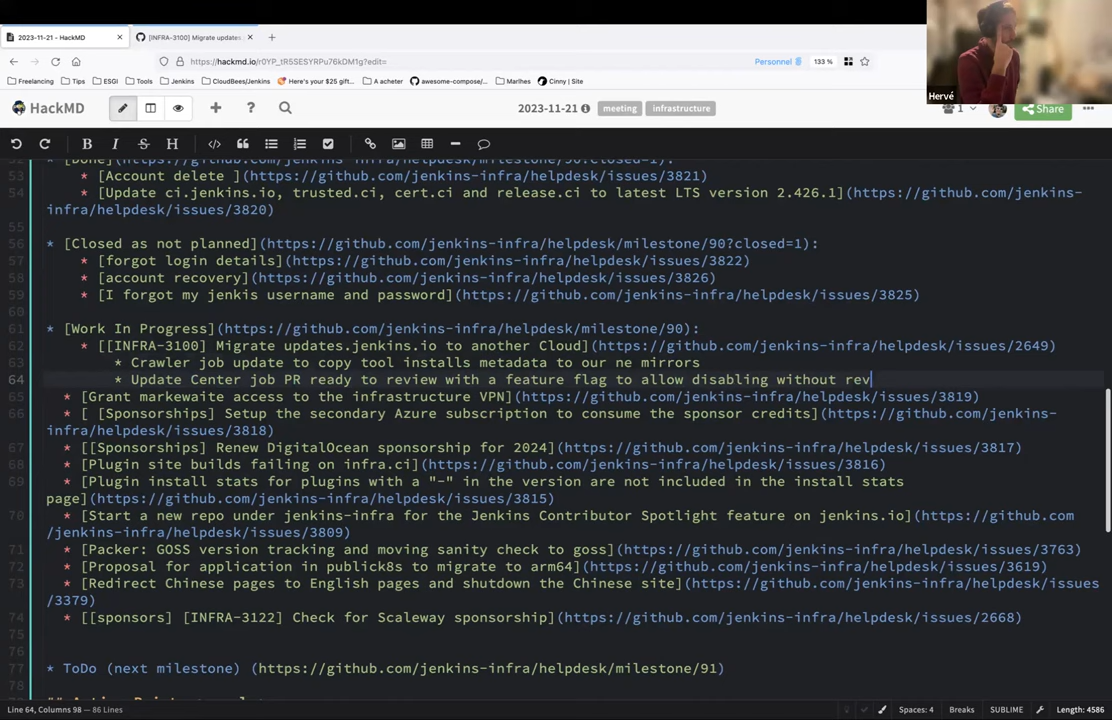 2023-11-21 - HackMD
[INFRA-3100] Migrate updates
https://hackmd.io/r0YP_tR5SESYRPu76kDM1g?edit=
Personnel
133 %
Freelancing
Tips
ESGI
Tools
Jenkins
CloudBees/Jenkins
Here's your $25 gift...
A acheter
awesome-compose/...
Marlhes
Cinny | Site
Hervé
HackMD
2023-11-21
meeting
infrastructure
1
Share
53 * [Account delete ](https://github.com/jenkins-infra/helpdesk/issues/3821)
54 * [Update ci.jenkins.io, trusted.ci, cert.ci and release.ci to latest LTS version 2.426.1](https://github.com/jenkins-
infra/helpdesk/issues/3820)
55
56 * [Closed as not planned](https://github.com/jenkins-infra/helpdesk/milestone/90?closed=1):
57 * [forgot login details](https://github.com/jenkins-infra/helpdesk/issues/3822)
58 * [account recovery](https://github.com/jenkins-infra/helpdesk/issues/3826)
59 * [I forgot my jenkis username and password](https://github.com/jenkins-infra/helpdesk/issues/3825)
60
61 * [Work In Progress](https://github.com/jenkins-infra/helpdesk/milestone/90):
62 * [[INFRA-3100] Migrate updates.jenkins.io to another Cloud](https://github.com/jenkins-infra/helpdesk/issues/2649)
63 * Crawler job update to copy tool installs metadata to our ne mirrors
64 * Update Center job PR ready to review with a feature flag to allow disabling without rev
65 * [Grant markewaite access to the infrastructure VPN](https://github.com/jenkins-infra/helpdesk/issues/3819)
66 * [ [Sponsorships] Setup the secondary Azure subscription to consume the sponsor credits](https://github.com/jenkins-
infra/helpdesk/issues/3818)
67 * [[Sponsorships] Renew DigitalOcean sponsorship for 2024](https://github.com/jenkins-infra/helpdesk/issues/3817)
68 * [Plugin site builds failing on infra.ci](https://github.com/jenkins-infra/helpdesk/issues/3816)
69 * [Plugin install stats for plugins with a "-" in the version are not included in the install stats
page](https://github.com/jenkins-infra/helpdesk/issues/3815)
70 * [Start a new repo under jenkins-infra for the Jenkins Contributor Spotlight feature on jenkins.io](https://github.com
/jenkins-infra/helpdesk/issues/3809)
71 * [Packer: GOSS version tracking and moving sanity check to goss](https://github.com/jenkins-infra/helpdesk/issues/3763)
72 * [Proposal for application in publick8s to migrate to arm64](https://github.com/jenkins-infra/helpdesk/issues/3619)
73 * [Redirect Chinese pages to English pages and shutdown the Chinese site](https://github.com/jenkins-infra/helpdesk/issues
/3379)
74 * [[sponsors] [INFRA-3122] Check for Scaleway sponsorship](https://github.com/jenkins-infra/helpdesk/issues/2668)
75
76
77 * ToDo (next milestone) (https://github.com/jenkins-infra/helpdesk/milestone/91)
78
Line 64, Columns 98 — 86 Lines
Spaces: 4
Breaks
SUBLIME
Length: 4586